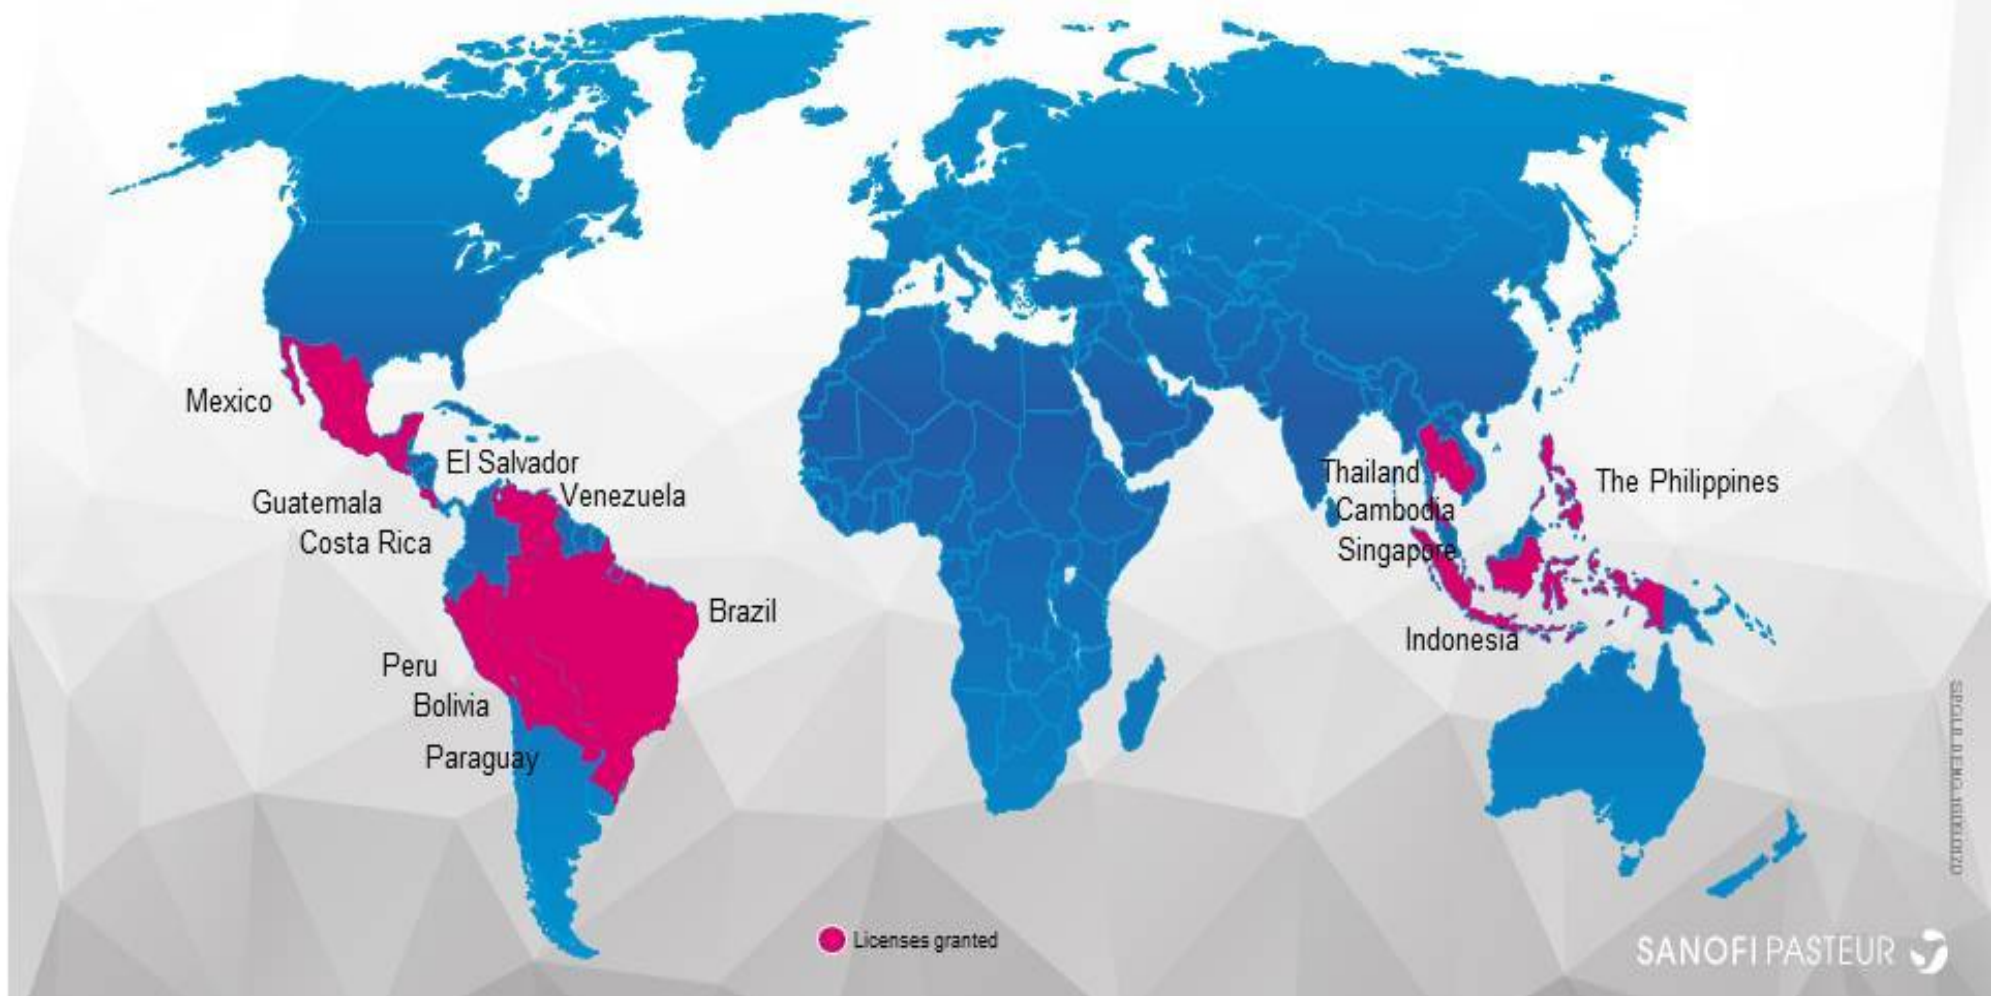 Mexico
El Salvador
Venezuela
Guatemala
Costa Rica
Brazil
Peru
Bolivia
Paraguay
Thailand
Cambodia
Singapore
The Philippines
Indonesia
Licenses granted
SANOFI PASTEUR